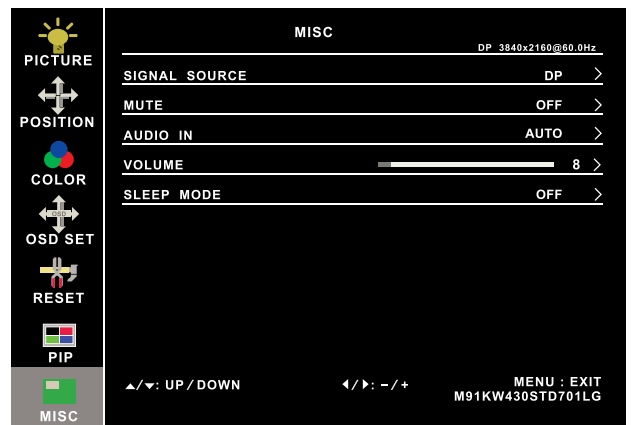 PICTURE
POSITION
COLOR
OSD
OSD SET
RESET
PIP
MISC
MISC
DP 3840x2160@60.0Hz
SIGNAL SOURCE DP >
MUTE OFF >
AUDIO IN AUTO >
VOLUME 8 >
SLEEP MODE OFF >
▲/▼: UP/DOWN ◀/▶: -/+ MENU : EXIT
M91KW430STD701LG